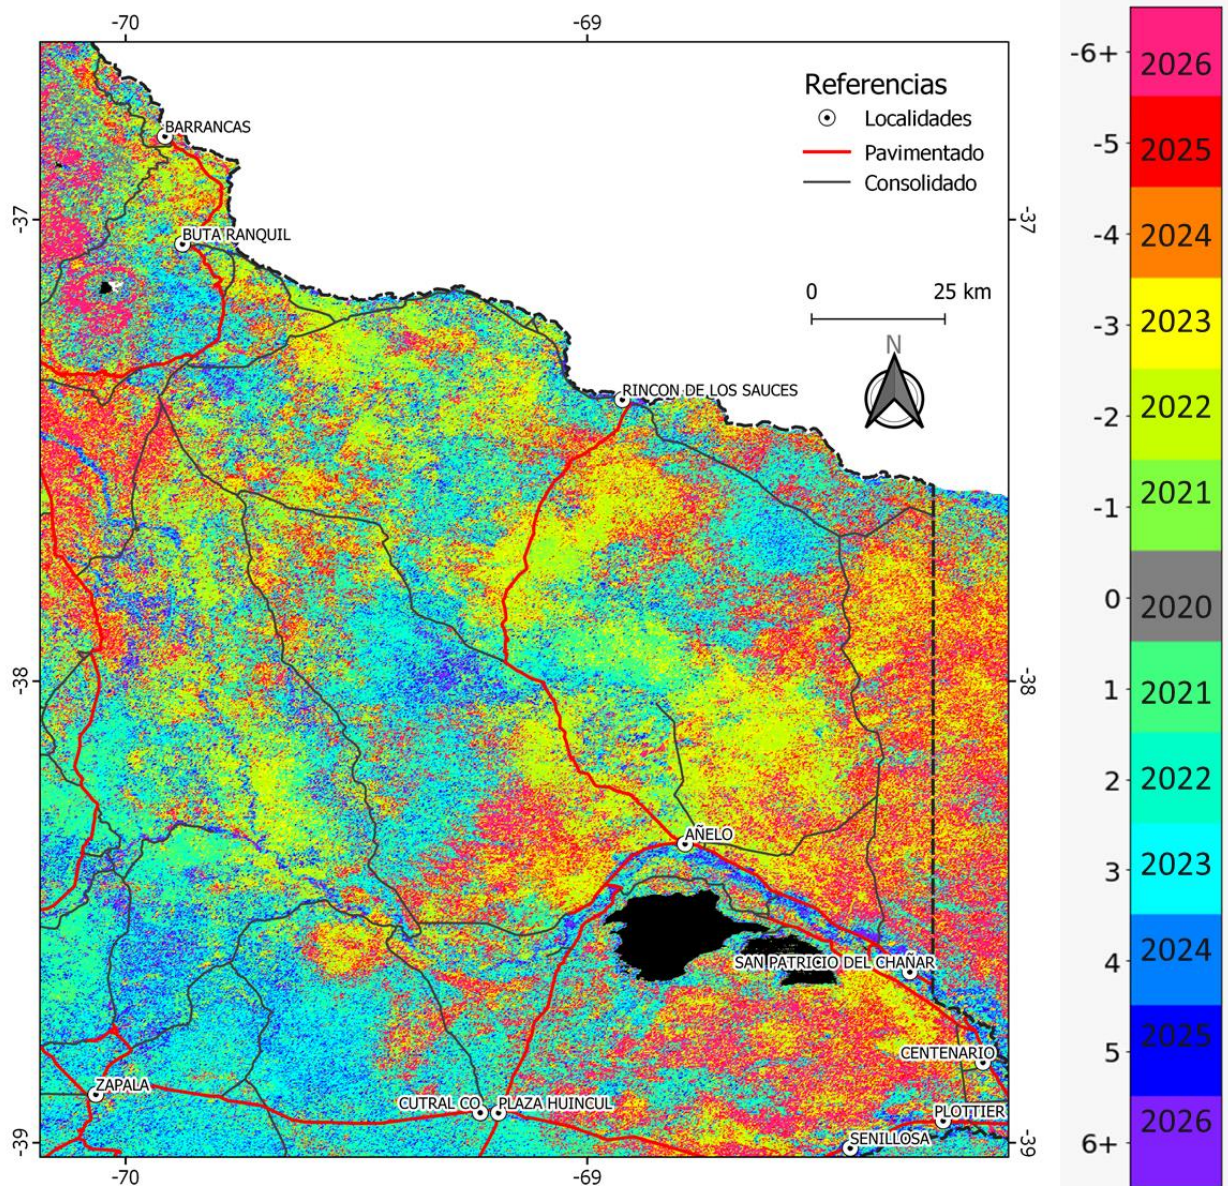 -70
-69
Referencias
Localidades
Pavimentado
Consolidado
BARRANCAS
-37
-37
BUTA RANQUIL
0 25 km
N
RINCON DE LOS SAUCES
-38
-38
AÑELO
SAN PATRICIO DEL CHAÑAR
CENTENARIO
ZAPALA
CUTRAL CO
PLAZA HUINCUL
PLOTTIER
SENILLOSA
-39
-39
-70
-69
-6+ 2026
-5 2025
-4 2024
-3 2023
-2 2022
-1 2021
0 2020
1 2021
2 2022
3 2023
4 2024
5 2025
6+ 2026